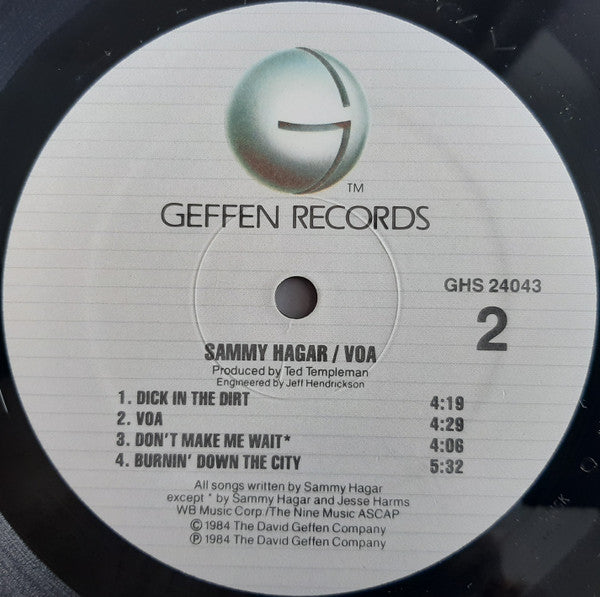 G
TM
GEFFEN RECORDS
GHS 24043
2
SAMMY HAGAR / VOA
Produced by Ted Templeman
Engineered by Jeff Hendrickson
1. DICK IN THE DIRT 4:19
2. VOA 4:29
3. DON'T MAKE ME WAIT* 4:06
4. BURNIN' DOWN THE CITY 5:32
All songs written by Sammy Hagar
except * by Sammy Hagar and Jesse Harms
WB Music Corp/The Nine Music ASCAP
© 1984 The David Geffen Company
℗ 1984 The David Geffen Company